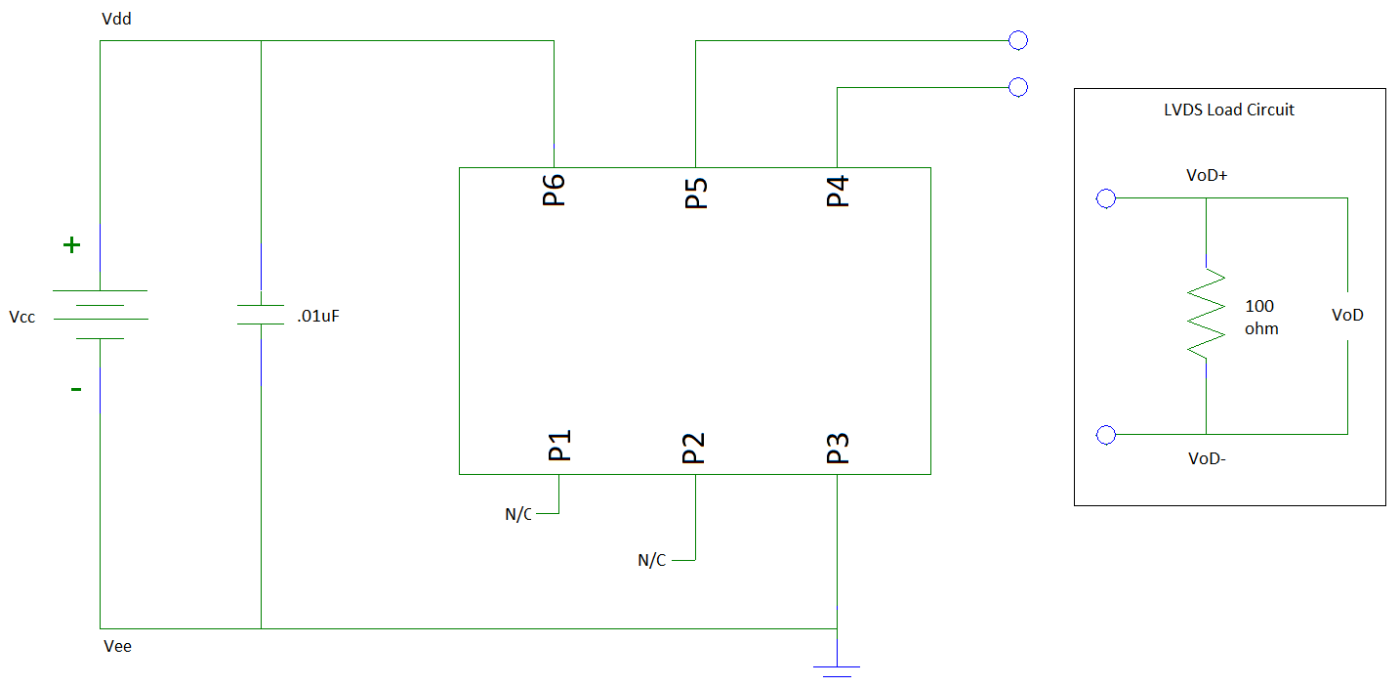 Vdd
LVDS Load Circuit
VoD+
P6
P5
P4
+
Vcc
.01uF
100
ohm
VoD
-
P1
P2
P3
VoD-
N/C
N/C
Vee